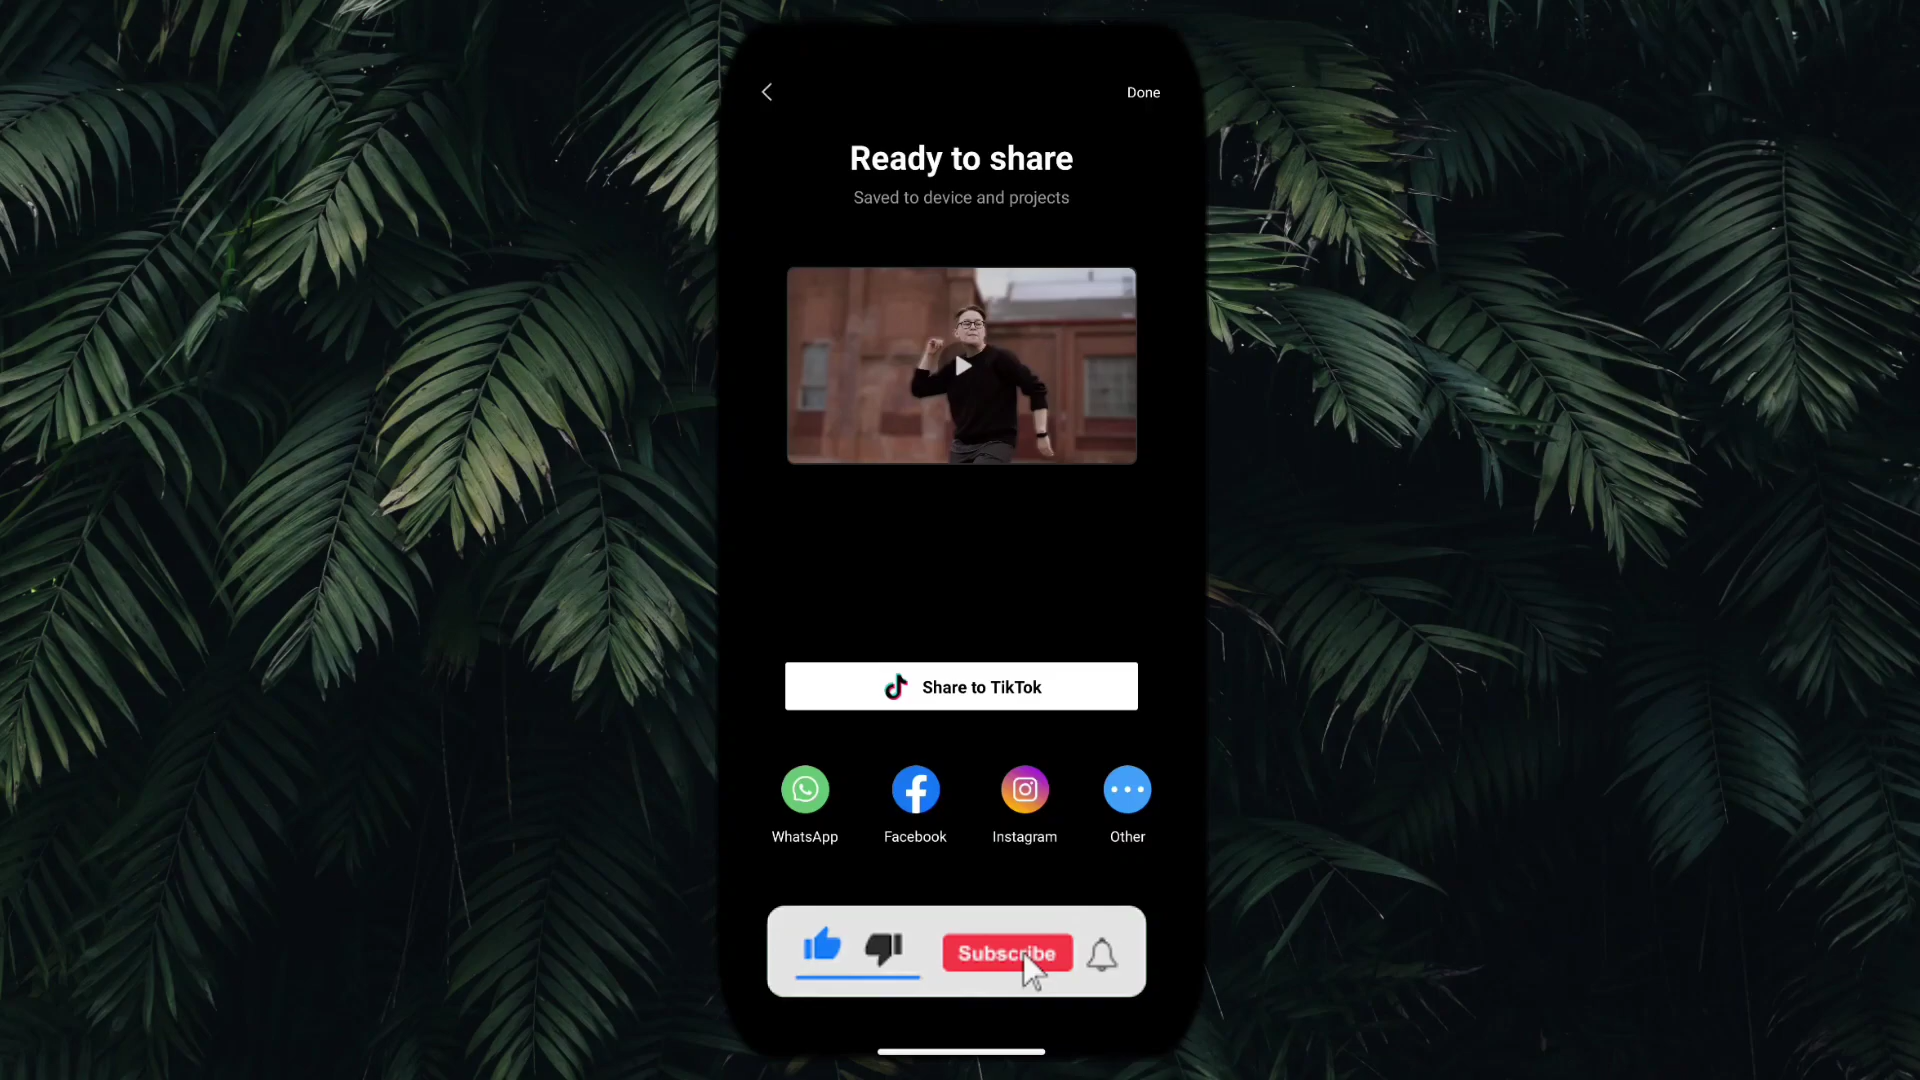 Done
Ready to share
Saved to device and projects
Share to TikTok
WhatsApp
Facebook
Instagram
Other
Subscribe